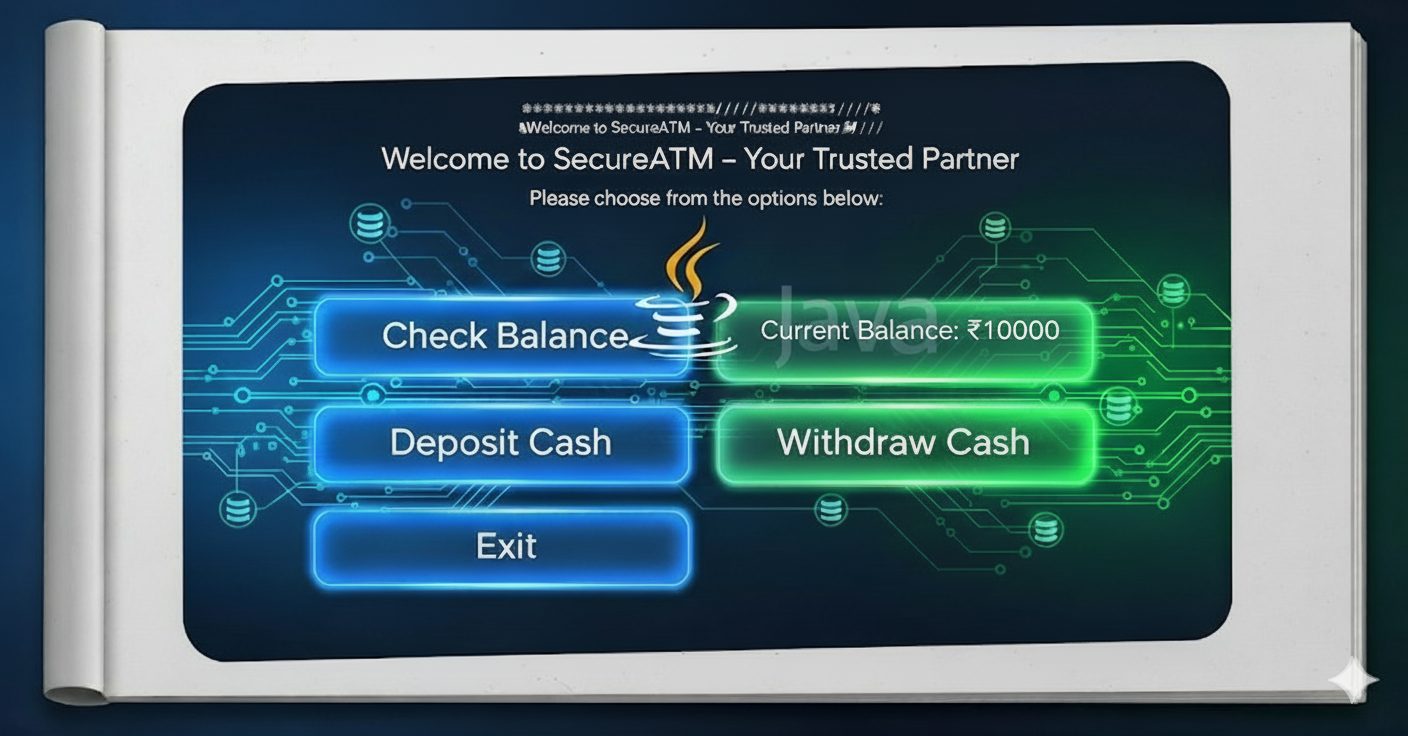 Welcome to SecureATM – Your Trusted Partner
Welcome to SecureATM – Your Trusted Partner
Please choose from the options below:
Java
Check Balance
Current Balance: ₹10000
Deposit Cash
Withdraw Cash
Exit